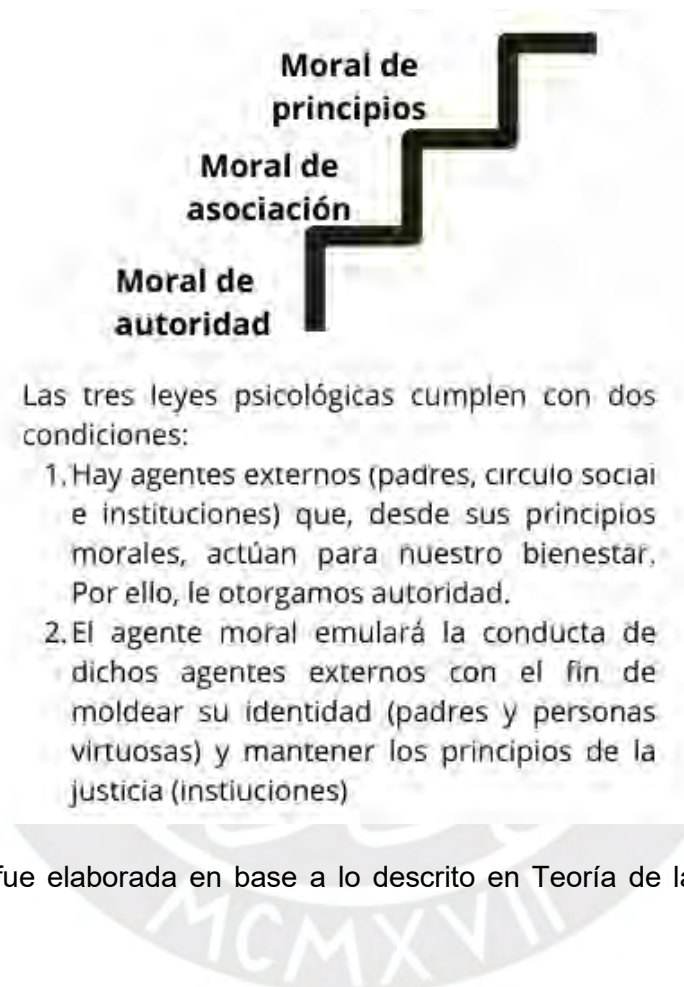 Moral de
principios
Moral de
asociación
Moral de
autoridad
Las tres leyes psicológicas cumplen con dos
condiciones:
1. Hay agentes externos (padres, circulo social
e instituciones) que, desde sus principios
morales, actúan para nuestro bienestar.
Por ello, le otorgamos autoridad.
2. El agente moral emulará la conducta de
dichos agentes externos con el fin de
moldear su identidad (padres y personas
virtuosas) y mantener los principios de la
justicia (instiuciones)
fue elaborada en base a lo descrito en Teoría de la
MCMXVII